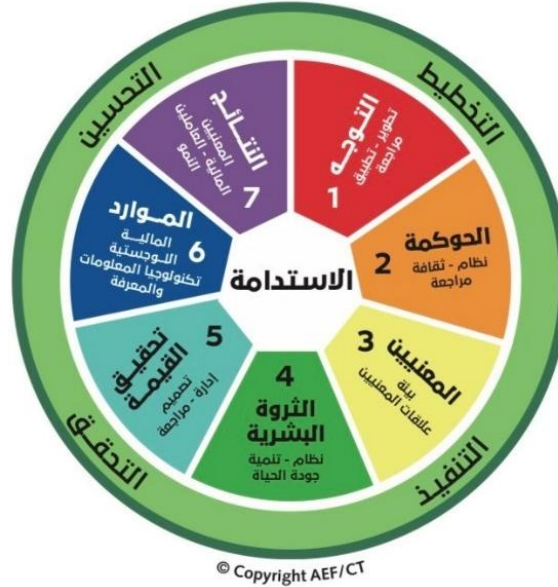 التخطيط
التنفيذ
التحقق
التحسين
الاستدامة
1
التوجه
تطوير - تطبيق
مراجعة
2
الحوكمة
نظام - ثقافة
مراجعة
3
المعنيين
بيئة
علاقات المعنيين
4
الثروة
البشرية
نظام - تنمية
جودة الحياة
5
تحقيق
القيمة
تصميم
إدارة - مراجعة
6
الموارد
المالية
اللوجستية
تكنولوجيا المعلومات
والمعرفة
7
النتائج
المعنيين
المالية - العاملين
النمو
© Copyright AEF/CT